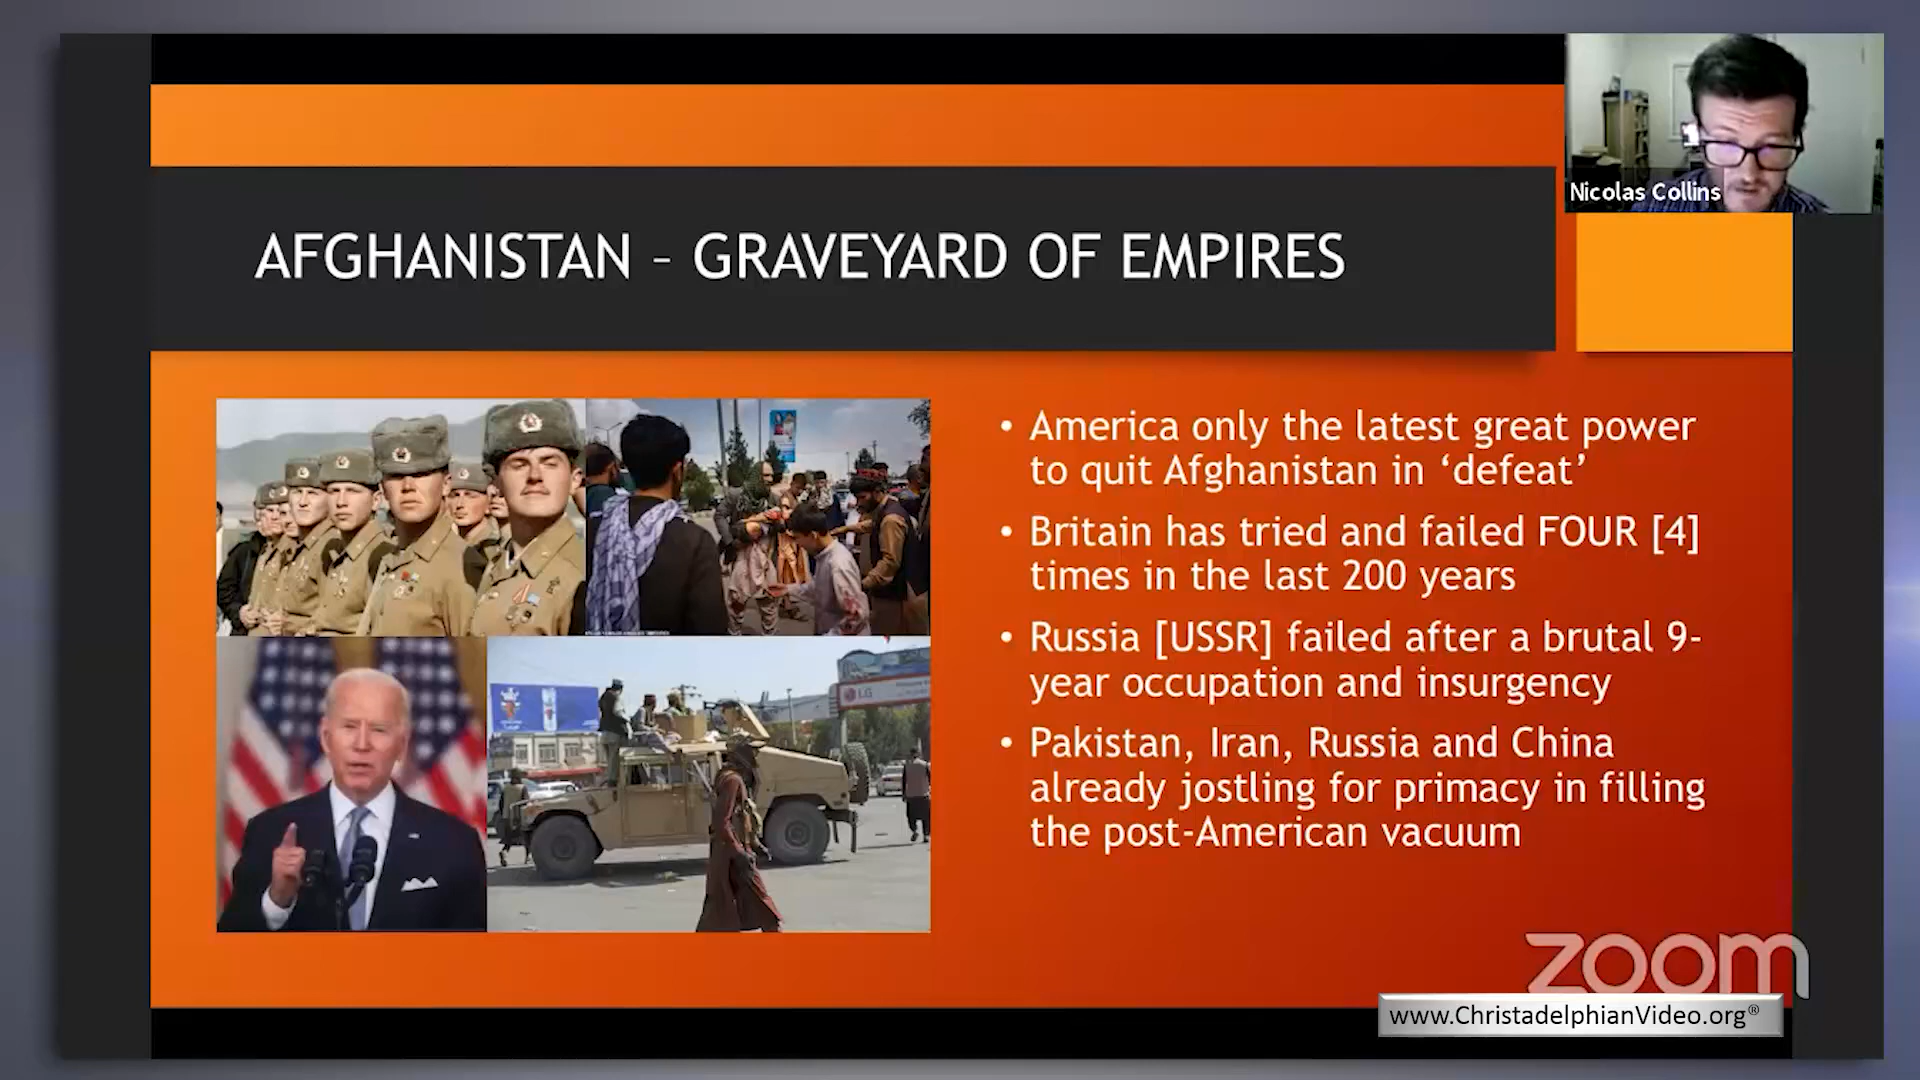 Nicolas Collins
AFGHANISTAN – GRAVEYARD OF EMPIRES
• America only the latest great power
to quit Afghanistan in ‘defeat’
• Britain has tried and failed FOUR [4]
times in the last 200 years
• Russia [USSR] failed after a brutal 9-
year occupation and insurgency
• Pakistan, Iran, Russia and China
already jostling for primacy in filling
the post-American vacuum
LG
zoom
www.ChristadelphianVideo.org®